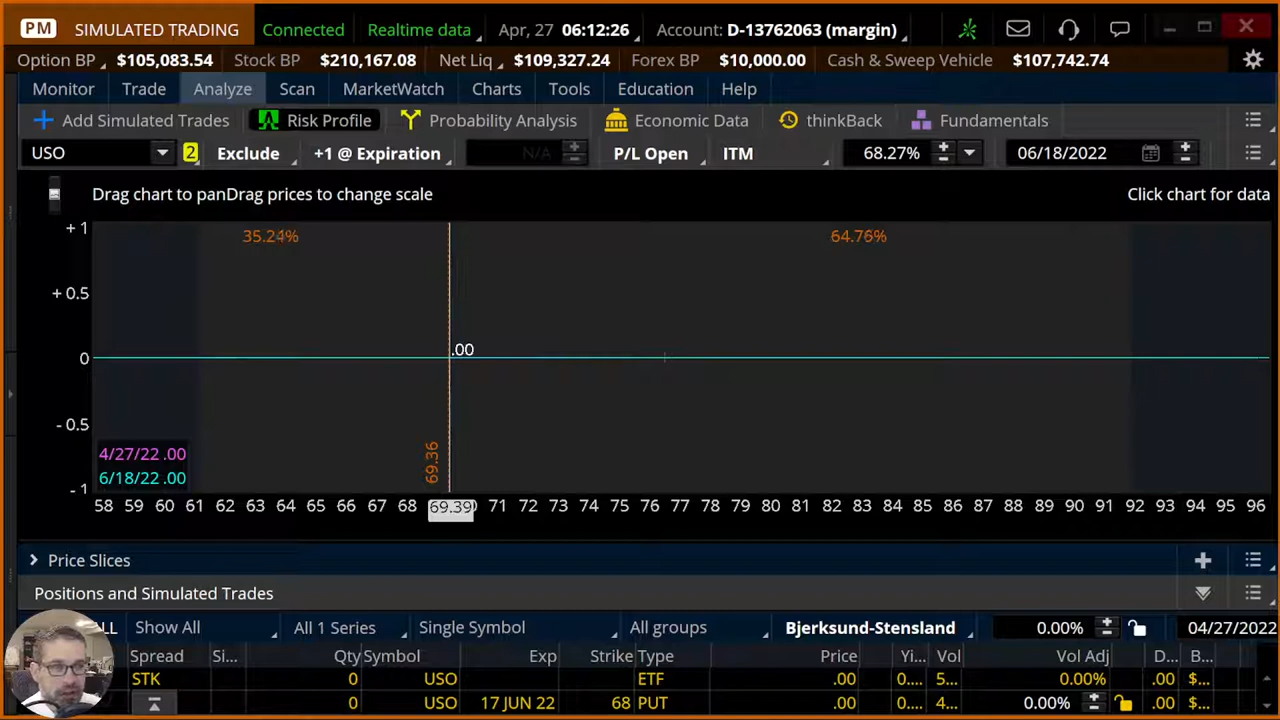 PM SIMULATED TRADING Connected Realtime data Apr, 27 06:12:26 Account: D-13762063 (margin)
Option BP $105,083.54 Stock BP $210,167.08 Net Liq $109,327.24 Forex BP $10,000.00 Cash & Sweep Vehicle $107,742.74
Monitor Trade Analyze Scan MarketWatch Charts Tools Education Help
Add Simulated Trades Risk Profile Probability Analysis Economic Data thinkBack Fundamentals
USO 2 Exclude +1 @ Expiration N/A P/L Open ITM 68.27% 06/18/2022
Drag chart to panDrag prices to change scale Click chart for data
+ 1 35.24% 64.76%
+ 0.5
.00
0
- 0.5
4/27/22 .00
69.36
6/18/22 .00
- 1
58 59 60 61 62 63 64 65 66 67 68 69.39 71 72 73 74 75 76 77 78 79 80 81 82 83 84 85 86 87 88 89 90 91 92 93 94 95 96
Price Slices
Positions and Simulated Trades
Show All All 1 Series Single Symbol All groups Bjerksund-Stensland 0.00% 04/27/2022
Spread Si... Qty Symbol Exp Strike Type Price Yi... Vol Vol Adj D... B...
STK 0 USO ETF .00 0.... 5... 0.00% .00 $...
0 USO 17 JUN 22 68 PUT .00 0.... 4... 0.00% .00 $...